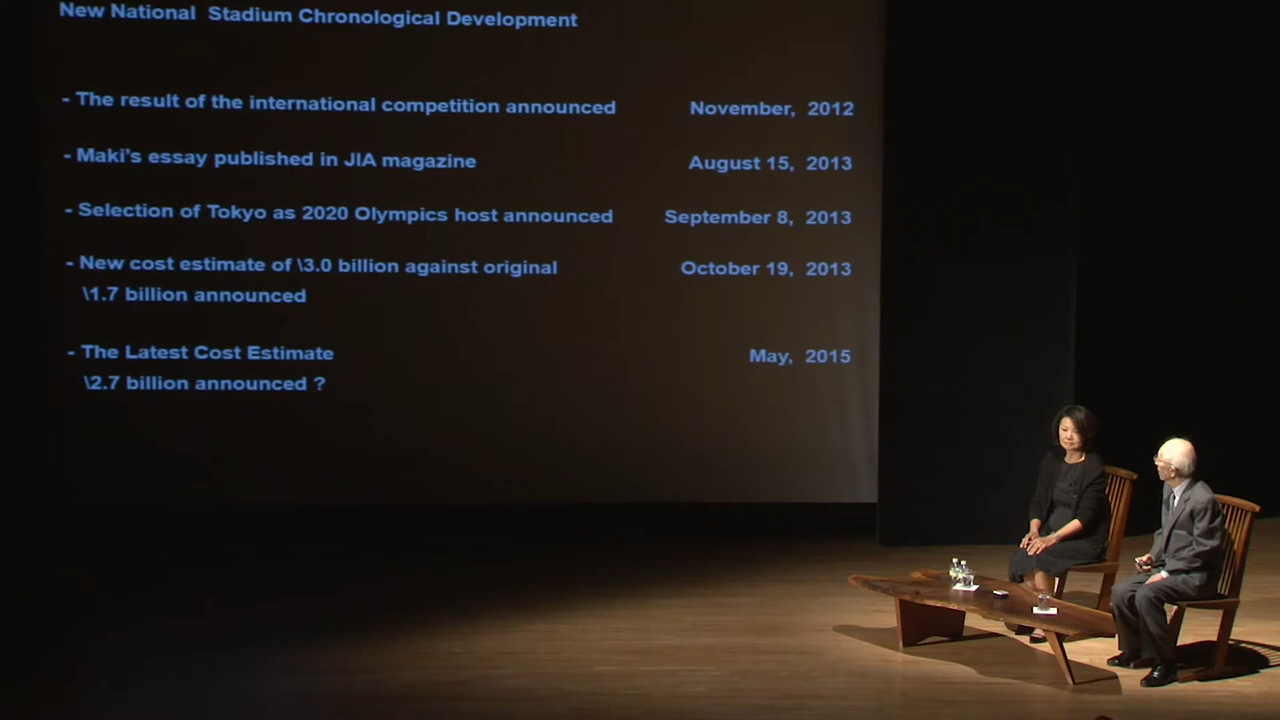 New National Stadium Chronological Development
- The result of the international competition announced November, 2012
- Maki's essay published in JIA magazine August 15, 2013
- Selection of Tokyo as 2020 Olympics host announced September 8, 2013
- New cost estimate of \3.0 billion against original October 19, 2013
\1.7 billion announced
- The Latest Cost Estimate May, 2015
\2.7 billion announced ?